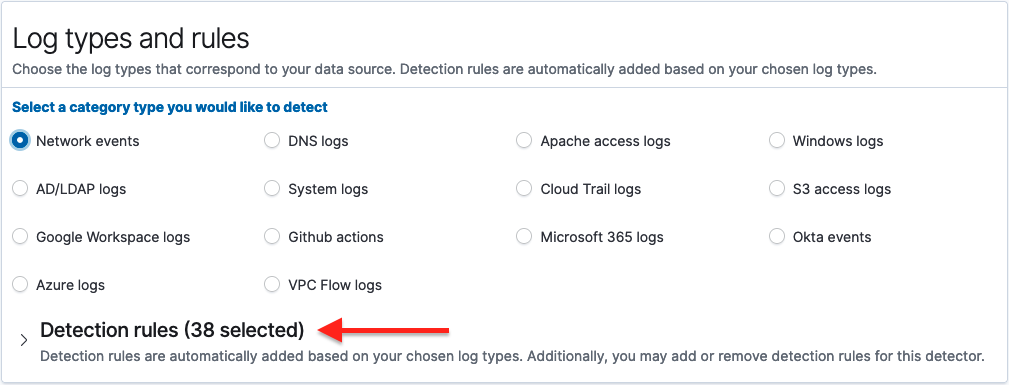 Log types and rules
Choose the log types that correspond to your data source. Detection rules are automatically added based on your chosen log types.
Select a category type you would like to detect
Network events
DNS logs
Apache access logs
Windows logs
AD/LDAP logs
System logs
Cloud Trail logs
S3 access logs
Google Workspace logs
Github actions
Microsoft 365 logs
Okta events
Azure logs
VPC Flow logs
Detection rules (38 selected)
Detection rules are automatically added based on your chosen log types. Additionally, you may add or remove detection rules for this detector.